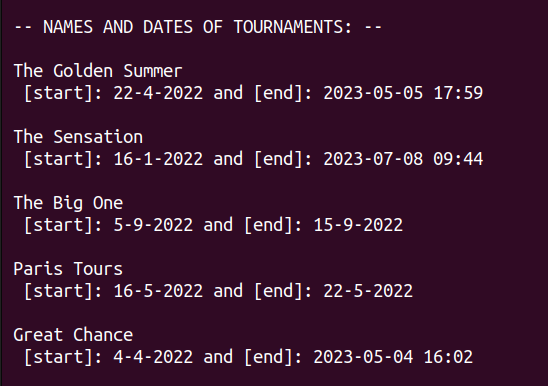 -- NAMES AND DATES OF TOURNAMENTS: --
The Golden Summer
[start]: 22-4-2022 and [end]: 2023-05-05 17:59
The Sensation
[start]: 16-1-2022 and [end]: 2023-07-08 09:44
The Big One
[start]: 5-9-2022 and [end]: 15-9-2022
Paris Tours
[start]: 16-5-2022 and [end]: 22-5-2022
Great Chance
[start]: 4-4-2022 and [end]: 2023-05-04 16:02